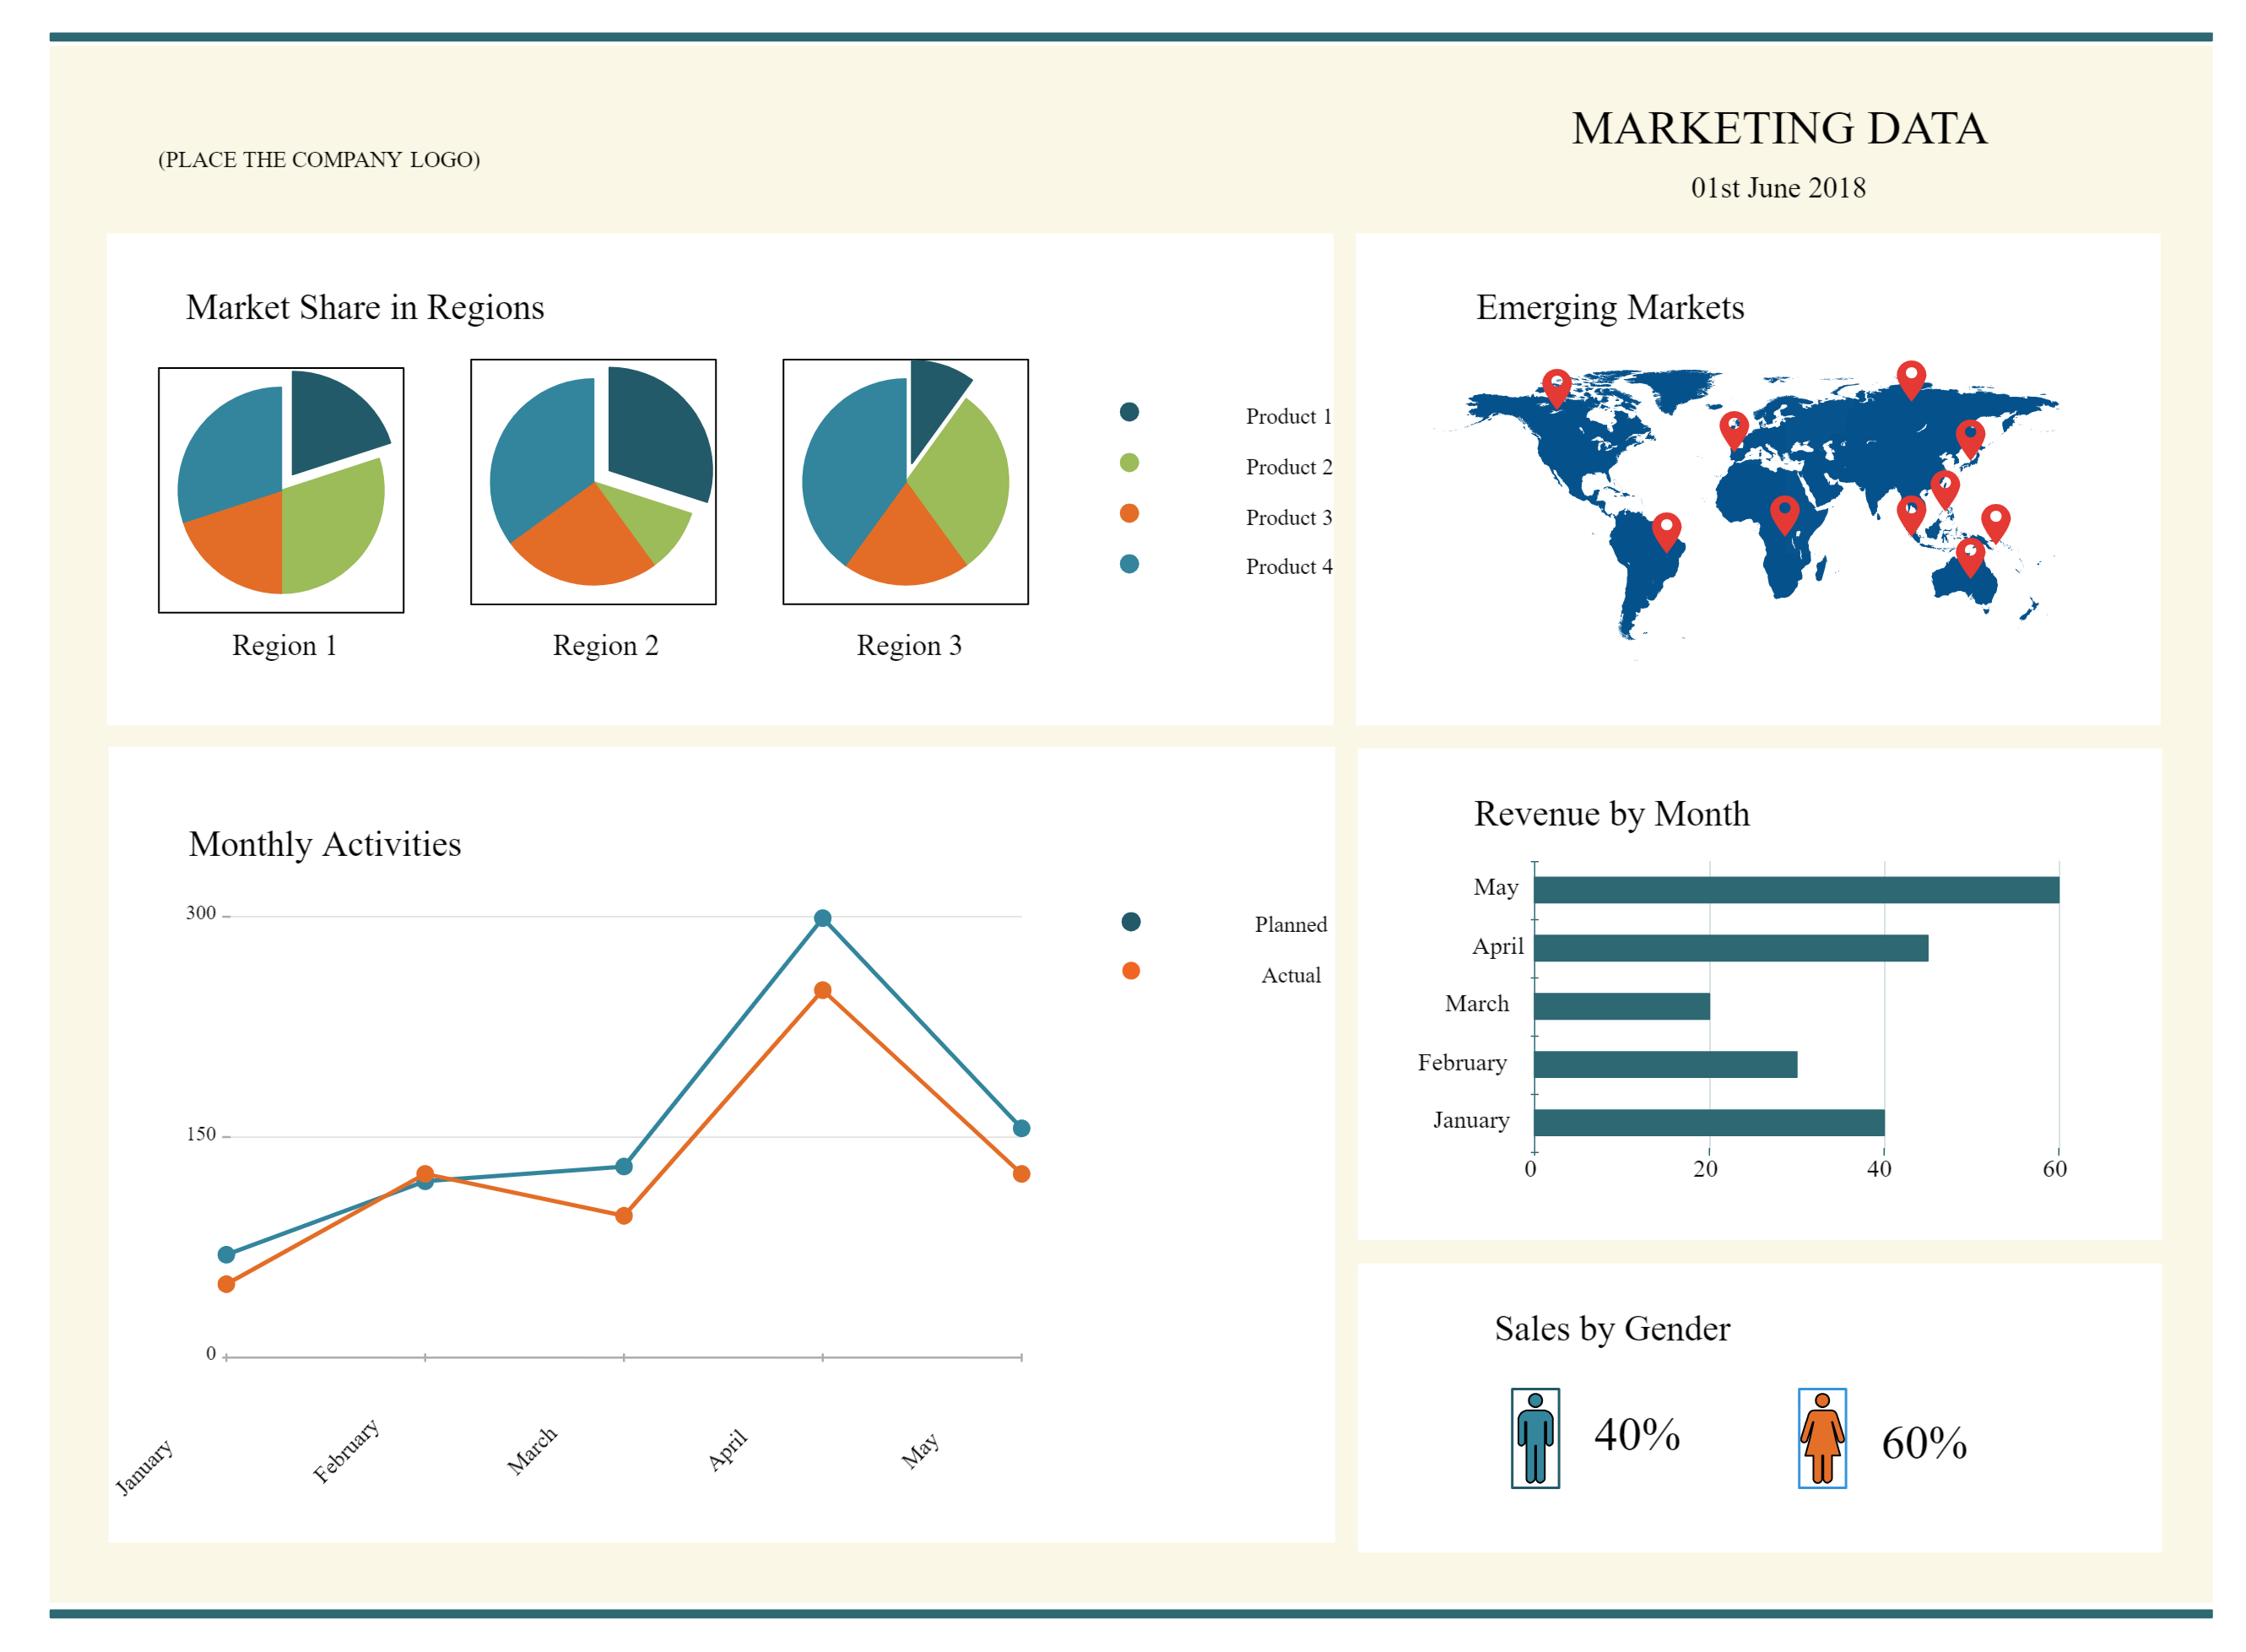 (PLACE THE COMPANY LOGO)
MARKETING DATA
01st June 2018
Market Share in Regions
Region 1
Region 2
Region 3
Product 1
Product 2
Product 3
Product 4
Emerging Markets
Monthly Activities
300
150
0
January
February
March
April
May
Planned
Actual
Revenue by Month
May
April
March
February
January
0
20
40
60
Sales by Gender
40%
60%